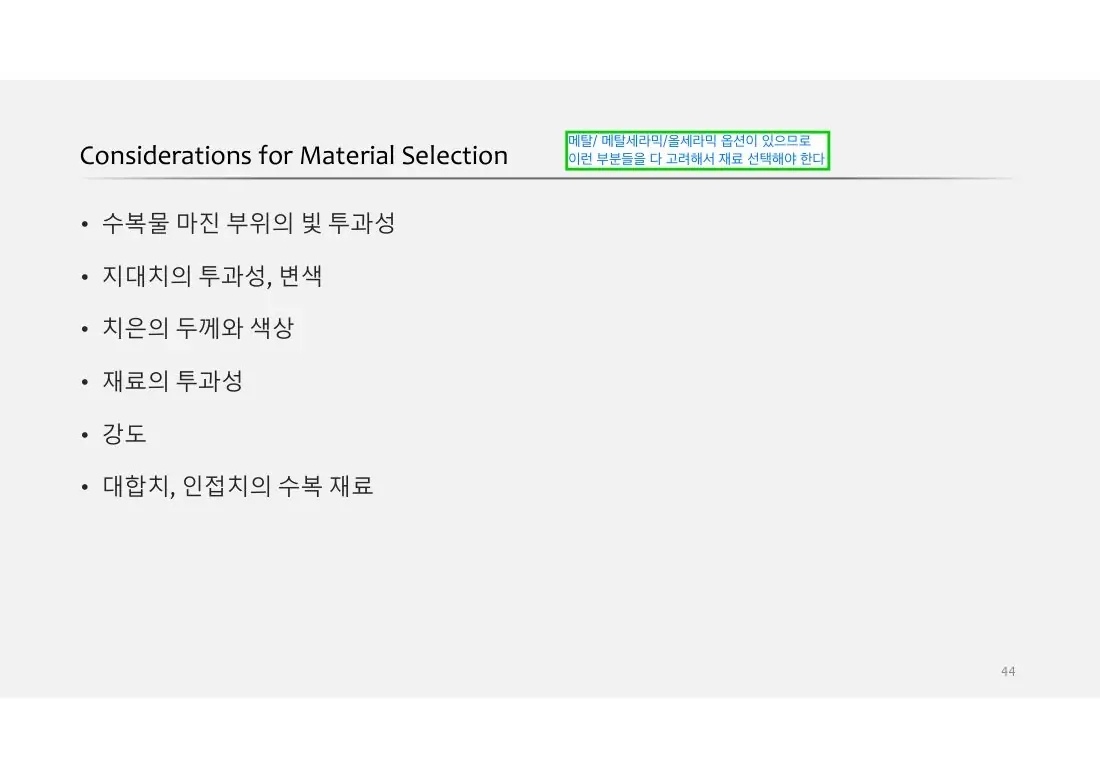 Considerations for Material Selection
메탈/ 메탈세라믹/올세라믹 옵션이 있으므로
이런 부분들을 다 고려해서 재료 선택해야 한다
• 수복물 마진 부위의 빛 투과성
• 지대치의 투과성, 변색
• 치은의 두께와 색상
• 재료의 투과성
• 강도
• 대합치, 인접치의 수복 재료
44